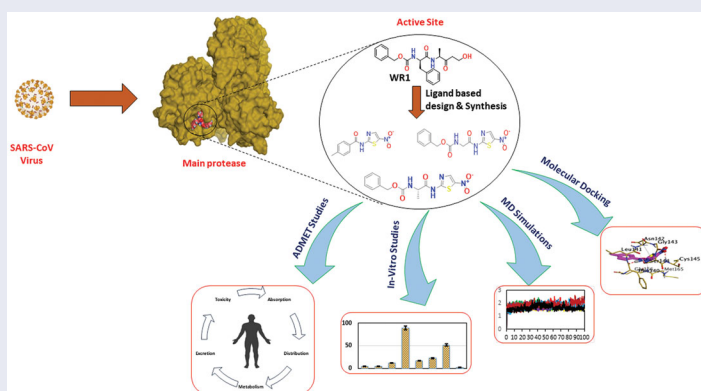 SARS-CoV
Virus
Main protease
Active Site
WR1
Ligand based
design & Synthesis
ADMET Studies
In-Vitro Studies
MD Simulations
Molecular Docking
Toxicity
Absorption
Excretion
Distribution
Metabolism
100
50
0
3
2
1
0
0 10 20 30 40 50 60 70 80 90 100
Asn142
Gly143
Leu141
Cys145
Met165